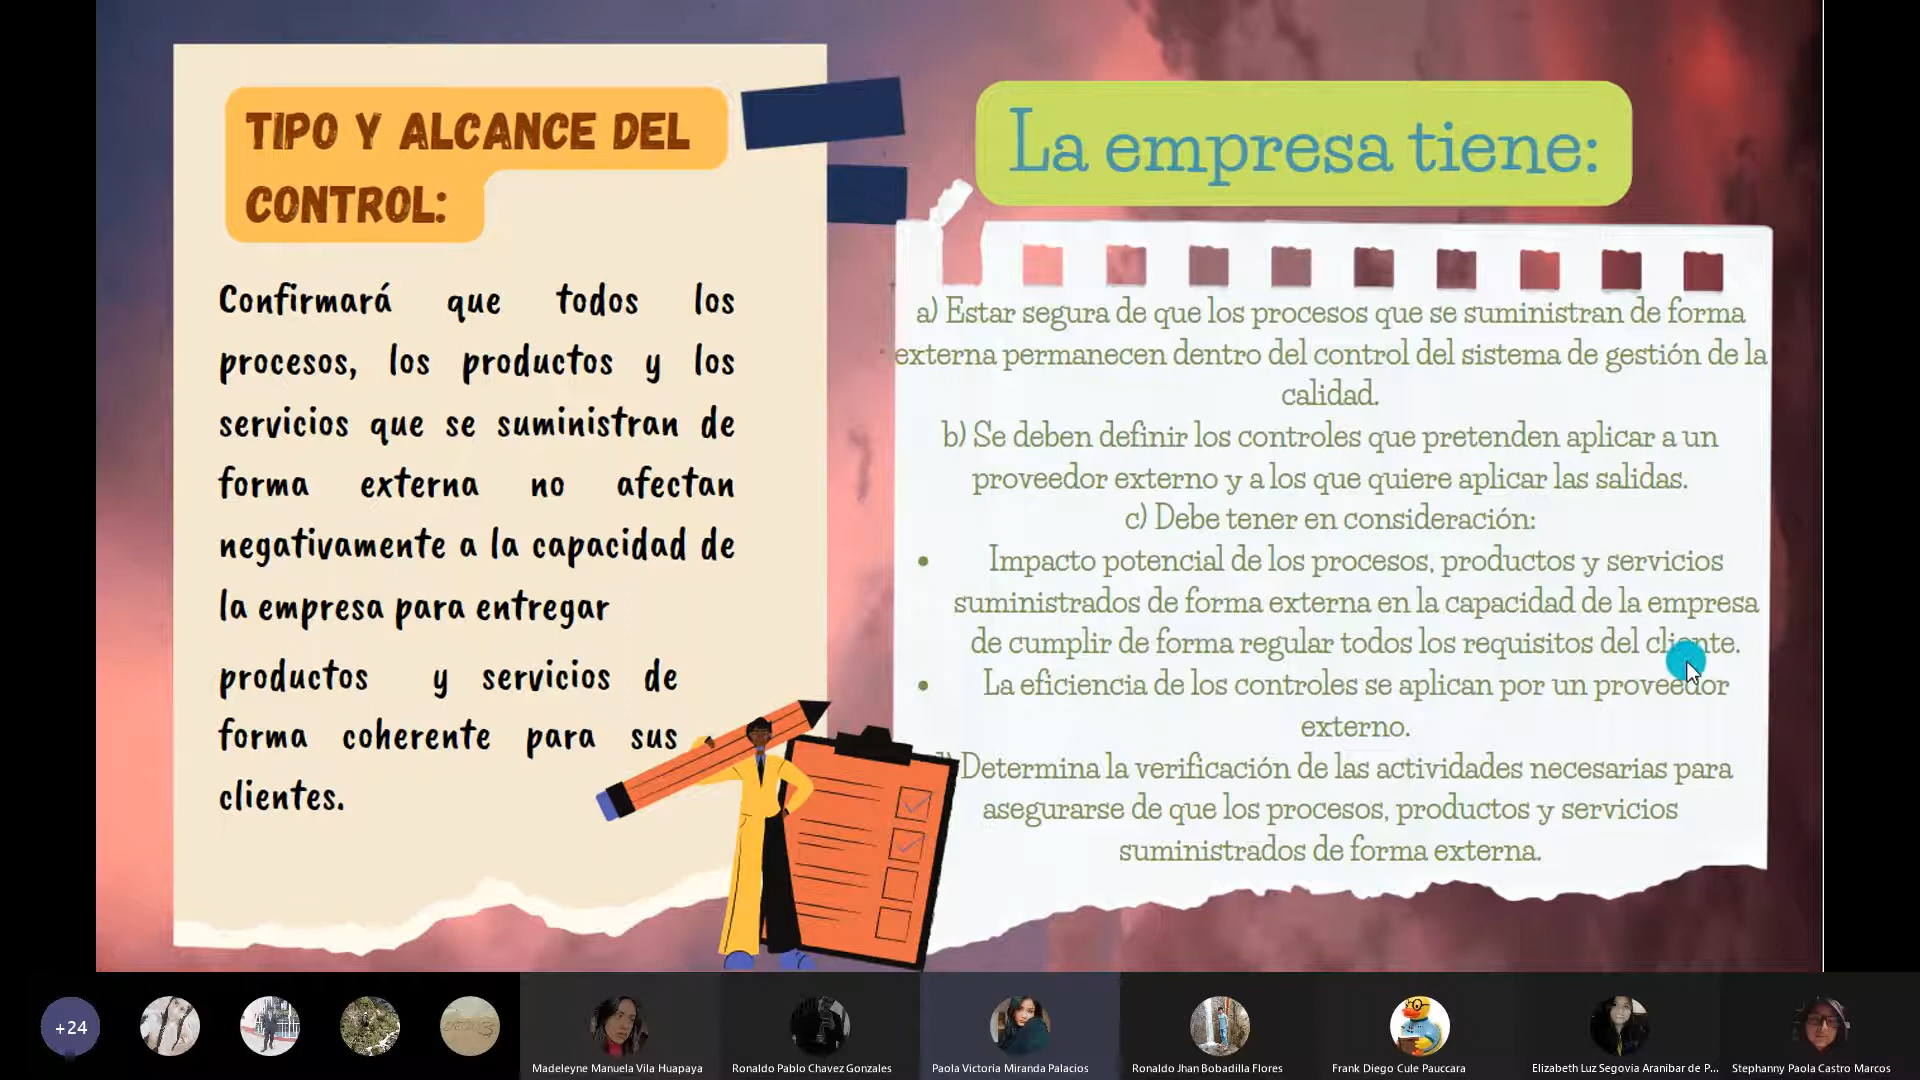 TIPO Y ALCANCE DEL
CONTROL:
Confirmará que todos los
procesos, los productos y los
servicios que se suministran de
forma externa no afectan
negativamente a la capacidad de
la empresa para entregar
productos y servicios de
forma coherente para sus
clientes.
La empresa tiene:
a) Estar segura de que los procesos que se suministran de forma
externa permanecen dentro del control del sistema de gestión de la
calidad.
b) Se deben definir los controles que pretenden aplicar a un
proveedor externo y a los que quiere aplicar las salidas.
c) Debe tener en consideración:
• Impacto potencial de los procesos, productos y servicios
suministrados de forma externa en la capacidad de la empresa
de cumplir de forma regular todos los requisitos del cliente.
• La eficiencia de los controles se aplican por un proveedor
externo.
d) Determina la verificación de las actividades necesarias para
asegurarse de que los procesos, productos y servicios
suministrados de forma externa.
+24
Madeleyne Manuela Vila Huapaya
Ronaldo Pablo Chavez Gonzales
Paola Victoria Miranda Palacios
Ronaldo Jhan Bobadilla Flores
Frank Diego Cule Pauccara
Elizabeth Luz Segovia Aranibar de P...
Stephanny Paola Castro Marcos